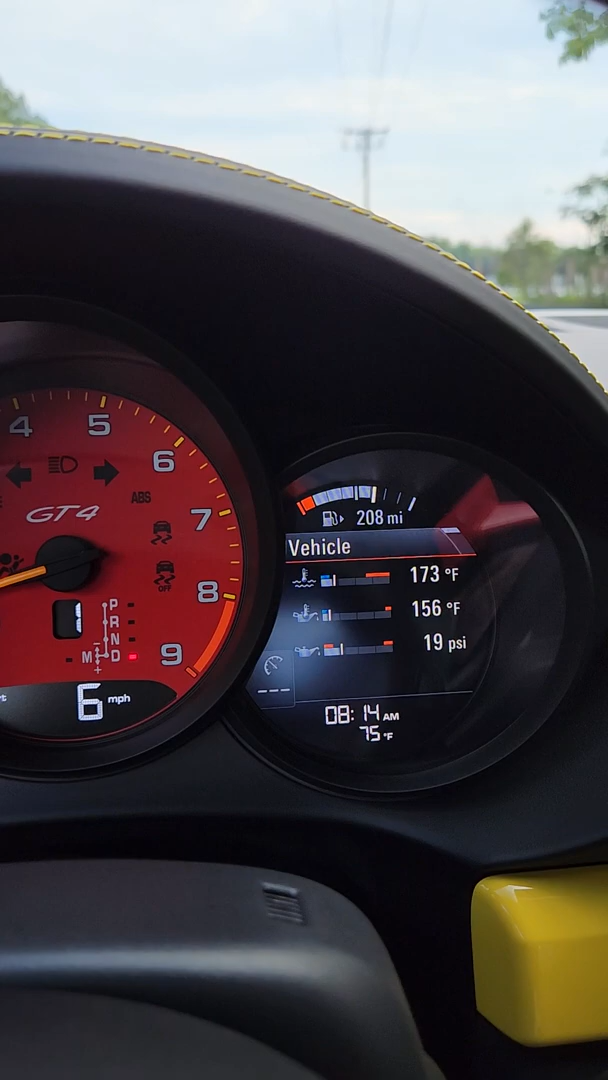 4
5
6
7
8
9
ABS
GT4
OFF
1
P
R
N
M D
- +
6 mph
208 mi
Vehicle
173 °F
156 °F
19 psi
---
08:14 AM
75 °F